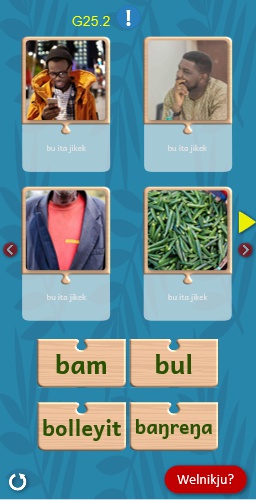 G25.2 !
bu ita jikek
bu ita jikek
bu ita jikek
bu ita jikek
bam
bul
bolleyit
baŋreŋa
Welnikju?